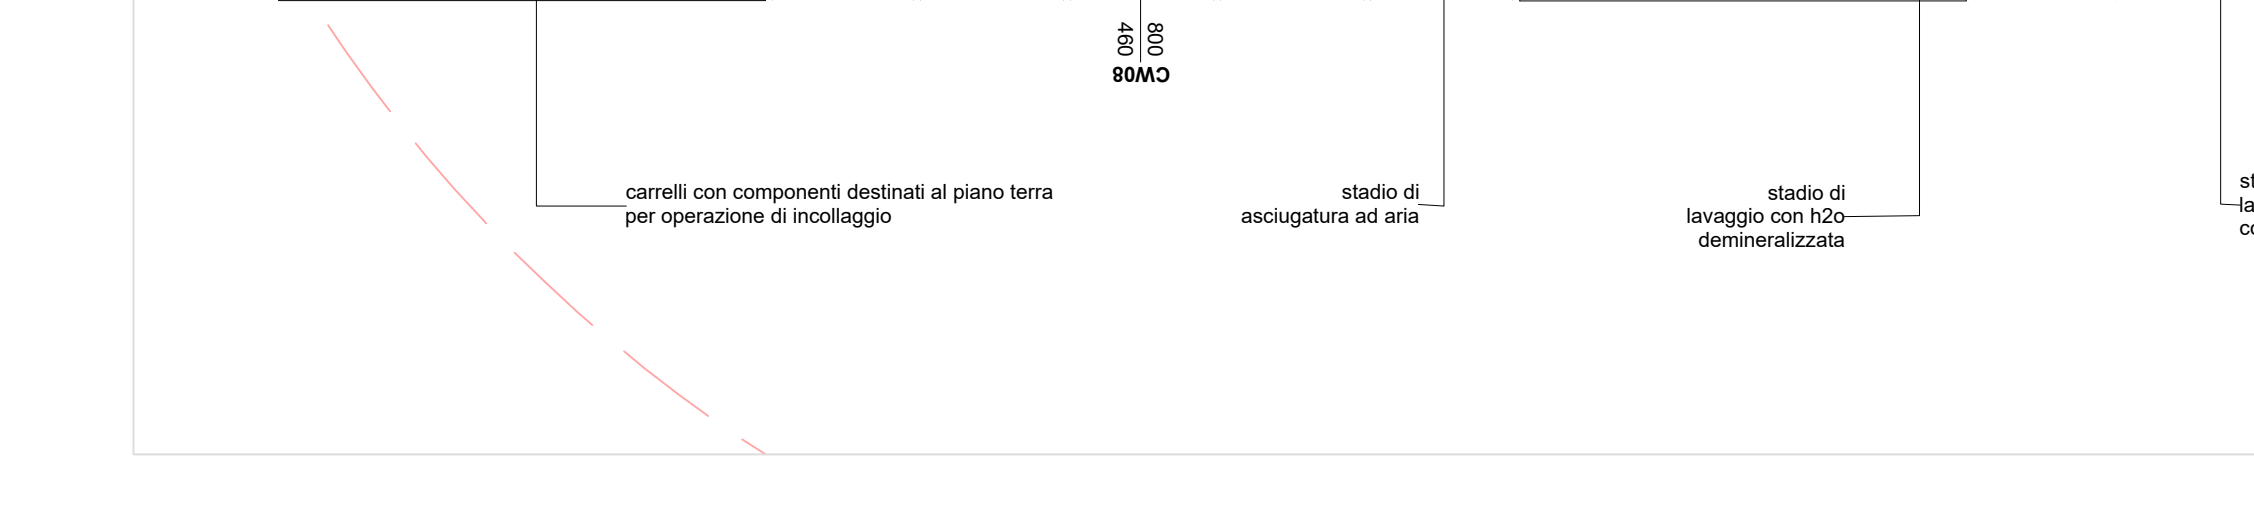 460
800
CW08
carrelli con componenti destinati al piano terra
per operazione di incollaggio
stadio di
asciugatura ad aria
stadio di
lavaggio con h2o
demineralizzata